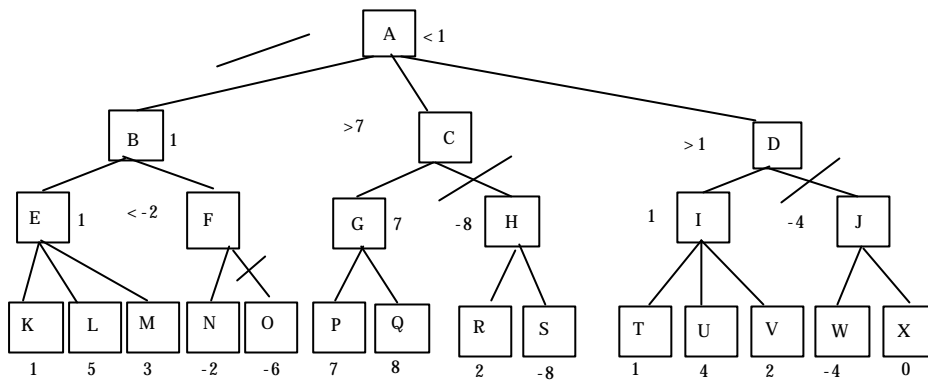 A < 1
B 1 >7 C > 1 D
E 1 < -2 F G 7 -8 H 1 I -4 J
K L M N O P Q R S T U V W X
1 5 3 -2 -6 7 8 2 -8 1 4 2 -4 0